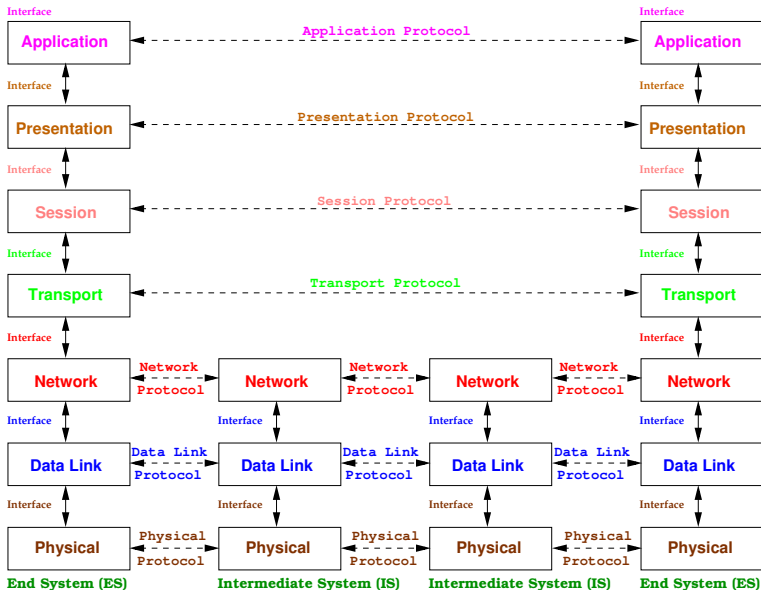 Interface Interface
Application Application Protocol Application
Interface Interface
Presentation Presentation Protocol Presentation
Interface Interface
Session Session Protocol Session
Interface Interface
Transport Transport Protocol Transport
Interface Interface
Network Network Network
Network Network Network Network
Protocol Protocol Protocol
Interface Interface Interface Interface
Data Link Data Link Data Link
Data Link Data Link Data Link Data Link
Protocol Protocol Protocol
Interface Interface Interface Interface
Physical Physical Physical
Physical Physical Physical Physical
Protocol Protocol Protocol
End System (ES) Intermediate System (IS) Intermediate System (IS) End System (ES)